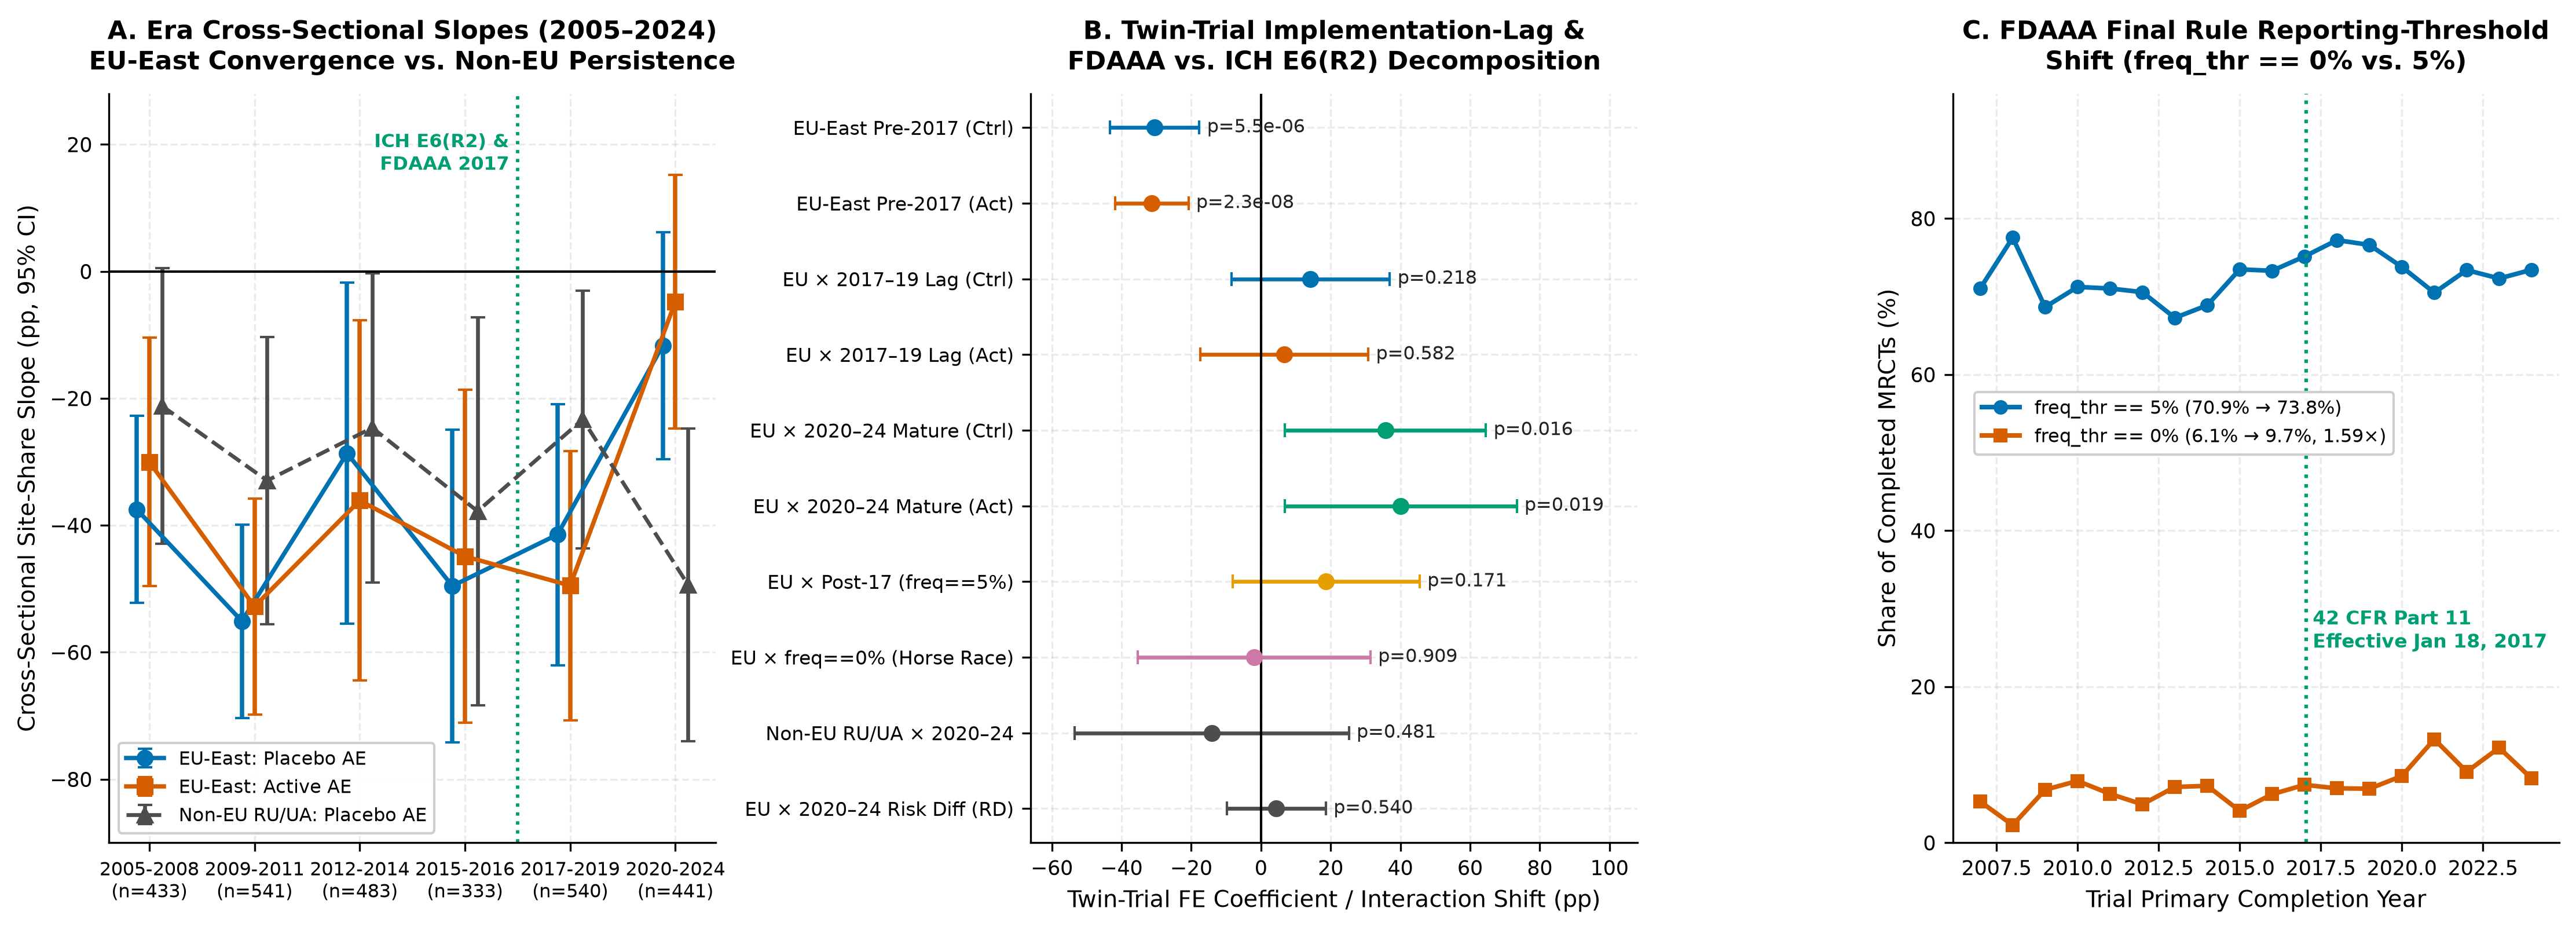 A. Era Cross-Sectional Slopes (2005–2024)
EU-East Convergence vs. Non-EU Persistence
Cross-Sectional Site-Share Slope (pp, 95% CI)
20
0
−20
−40
−60
−80
ICH E6(R2) &
FDAAA 2017
EU-East: Placebo AE
EU-East: Active AE
Non-EU RU/UA: Placebo AE
2005-2008 2009-2011 2012-2014 2015-2016 2017-2019 2020-2024
(n=433) (n=541) (n=483) (n=333) (n=540) (n=441)
B. Twin-Trial Implementation-Lag &
FDAAA vs. ICH E6(R2) Decomposition
EU-East Pre-2017 (Ctrl) p=5.5e-06
EU-East Pre-2017 (Act) p=2.3e-08
EU × 2017–19 Lag (Ctrl) p=0.218
EU × 2017–19 Lag (Act) p=0.582
EU × 2020–24 Mature (Ctrl) p=0.016
EU × 2020–24 Mature (Act) p=0.019
EU × Post-17 (freq==5%) p=0.171
EU × freq==0% (Horse Race) p=0.909
Non-EU RU/UA × 2020–24 p=0.481
EU × 2020–24 Risk Diff (RD) p=0.540
−60 −40 −20 0 20 40 60 80 100
Twin-Trial FE Coefficient / Interaction Shift (pp)
C. FDAAA Final Rule Reporting-Threshold
Shift (freq_thr == 0% vs. 5%)
Share of Completed MRCTs (%)
80
60
40
20
0
freq_thr == 5% (70.9% → 73.8%)
freq_thr == 0% (6.1% → 9.7%, 1.59×)
42 CFR Part 11
Effective Jan 18, 2017
2007.5 2010.0 2012.5 2015.0 2017.5 2020.0 2022.5
Trial Primary Completion Year